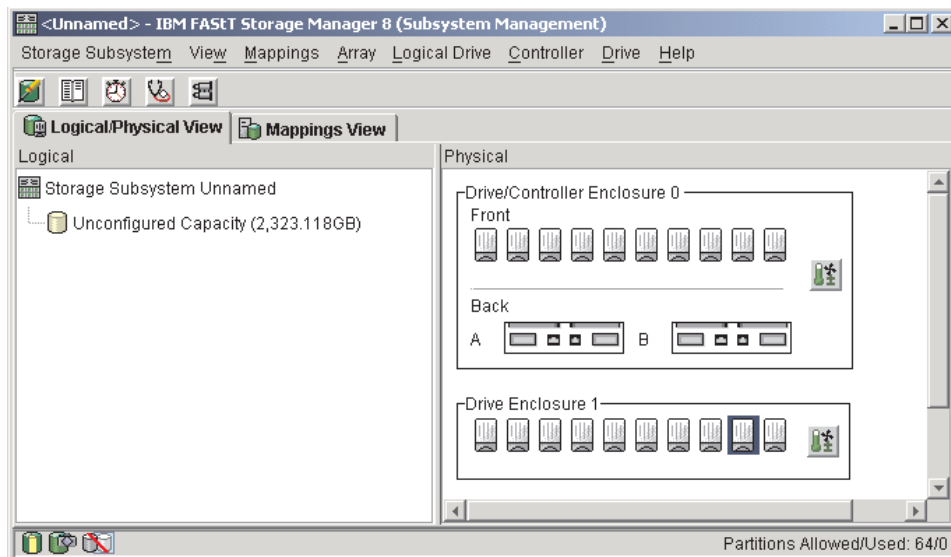 <Unnamed> - IBM FAStT Storage Manager 8 (Subsystem Management)
Storage Subsystem View Mappings Array Logical Drive Controller Drive Help
Logical/Physical View Mappings View
Logical
Storage Subsystem Unnamed
Unconfigured Capacity (2,323.118GB)
Physical
Drive/Controller Enclosure 0
Front
Back
A B
Drive Enclosure 1
Partitions Allowed/Used: 64/0